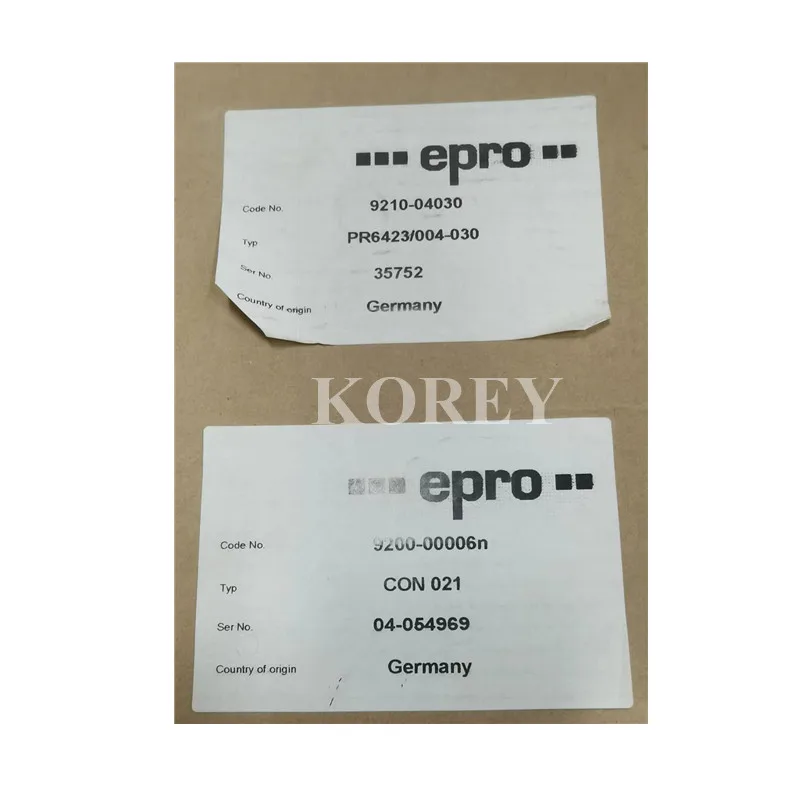 epro
Code No. 9210-04030
Typ PR6423/004-030
Ser No. 35752
Country of origin Germany
KOREY
epro
Code No. 9200-00006n
Typ CON 021
Ser No. 04-054969
Country of origin Germany